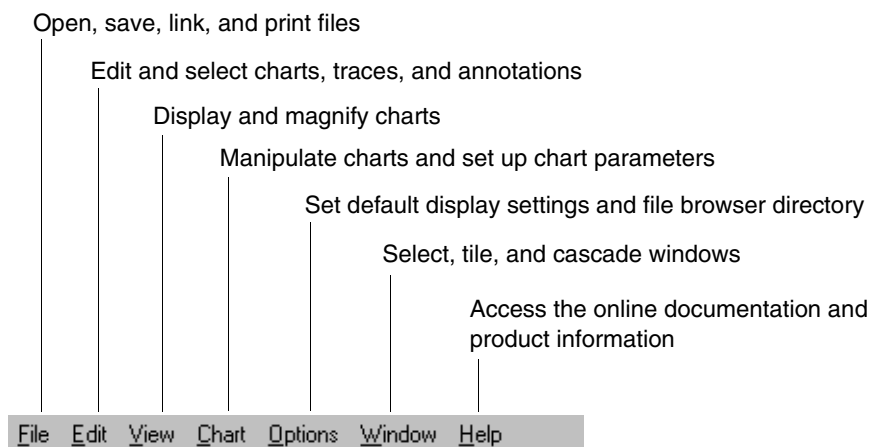 Open, save, link, and print files
Edit and select charts, traces, and annotations
Display and magnify charts
Manipulate charts and set up chart parameters
Set default display settings and file browser directory
Select, tile, and cascade windows
Access the online documentation and
product information
File Edit View Chart Options Window Help